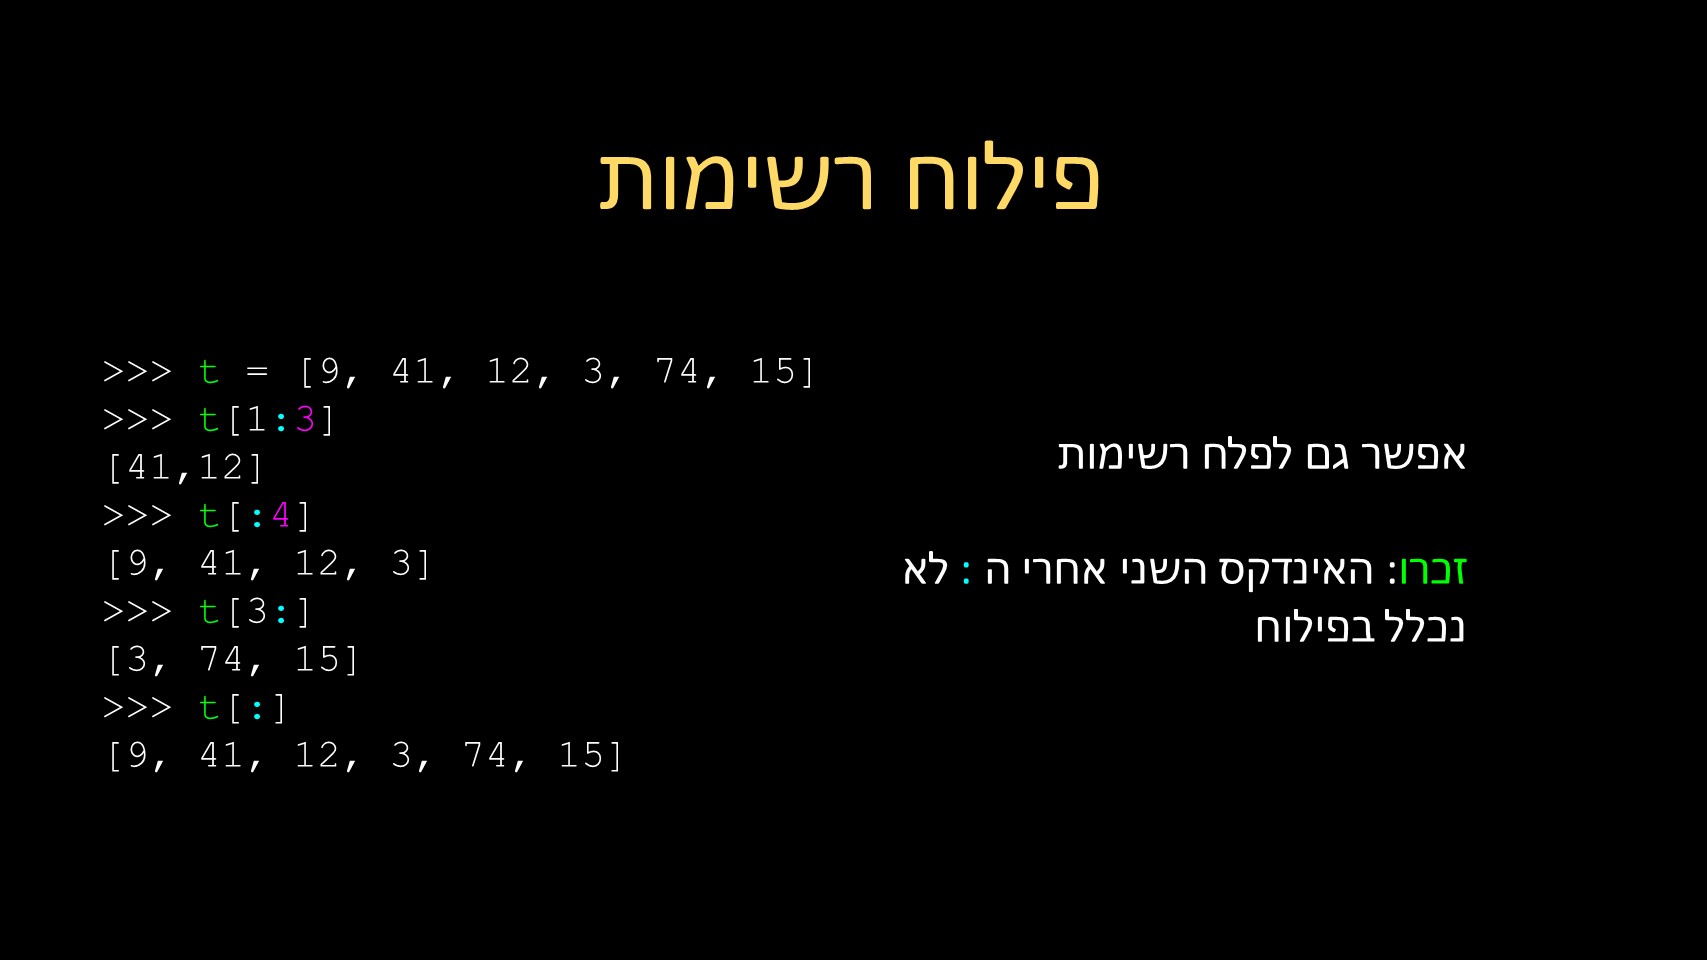 פילוח רשימות
>>> t = [9, 41, 12, 3, 74, 15]
>>> t[1:3]
[41,12]
>>> t[:4]
[9, 41, 12, 3]
>>> t[3:]
[3, 74, 15]
>>> t[:]
[9, 41, 12, 3, 74, 15]
אפשר גם לפלח רשימות
זכרו: האינדקס השני אחרי ה : לא
נכלל בפילוח